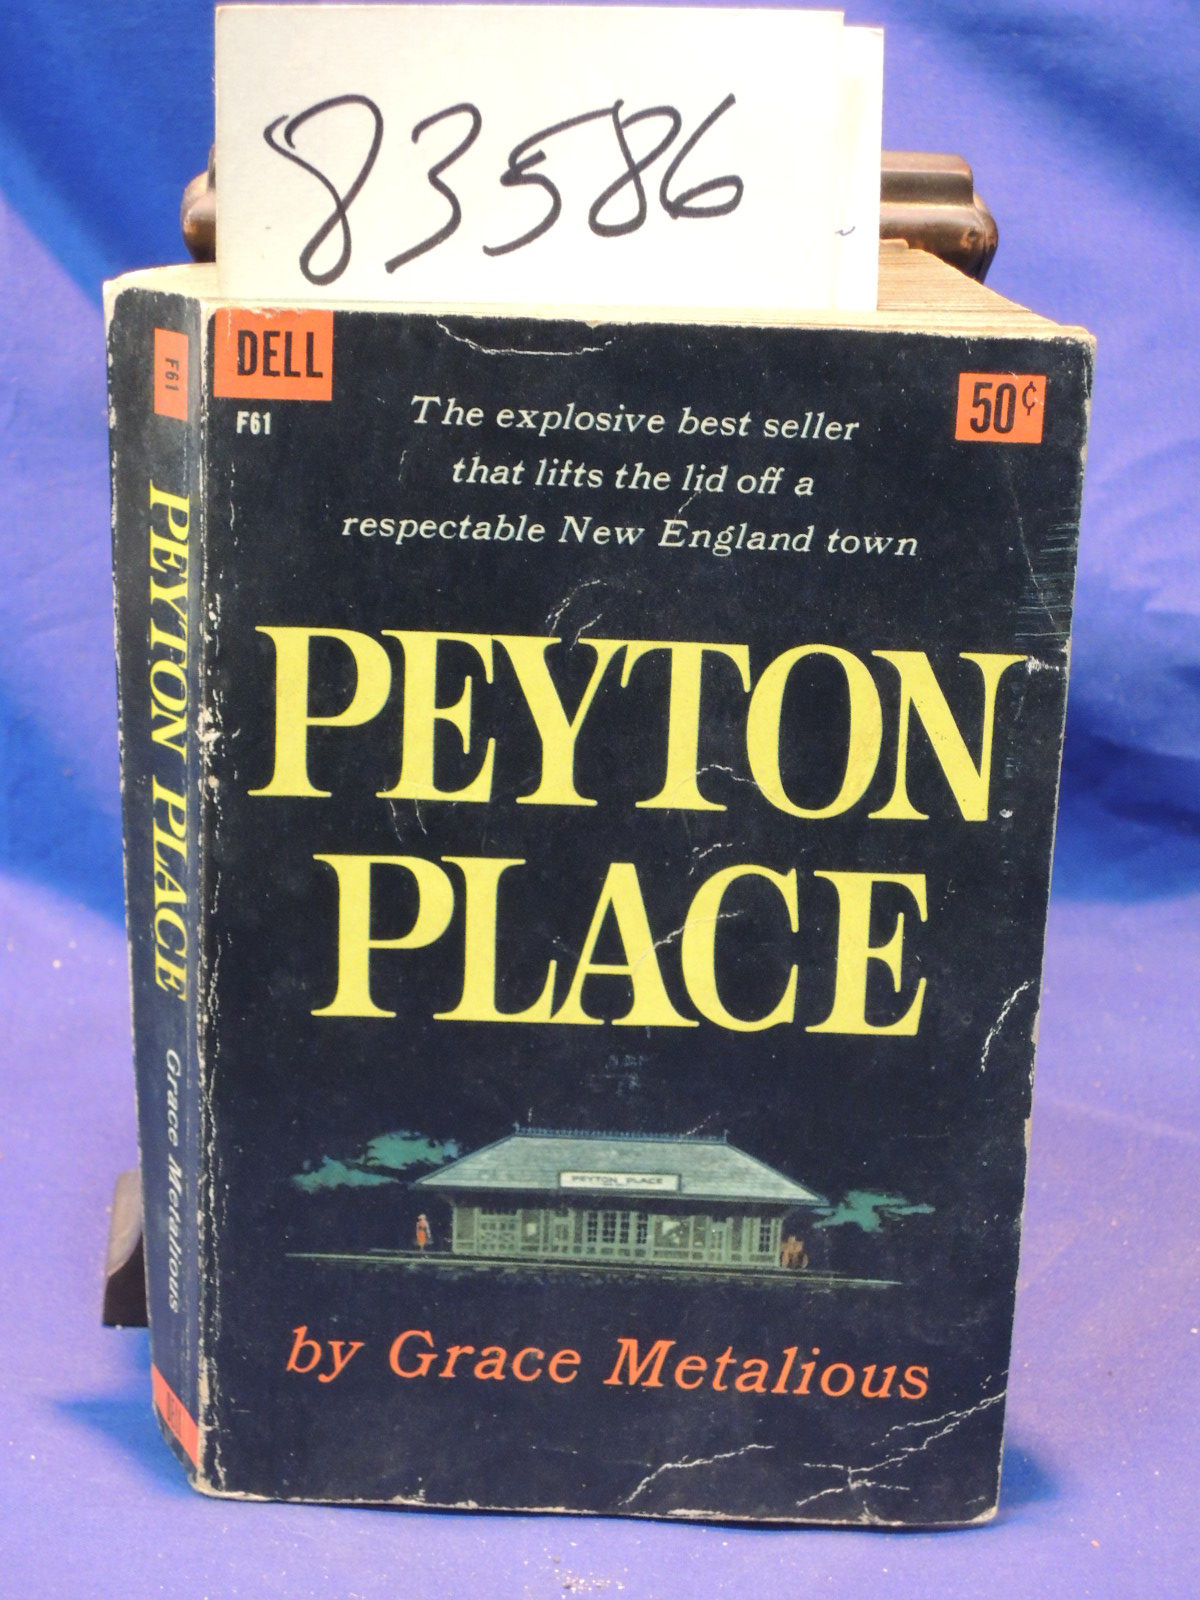 83586
DELL
F61
50¢
The explosive best seller
that lifts the lid off a
respectable New England town
PEYTON
PLACE
PEYTON PLACE
by Grace Metalious
F61
PEYTON PLACE
Grace Metalious
DELL